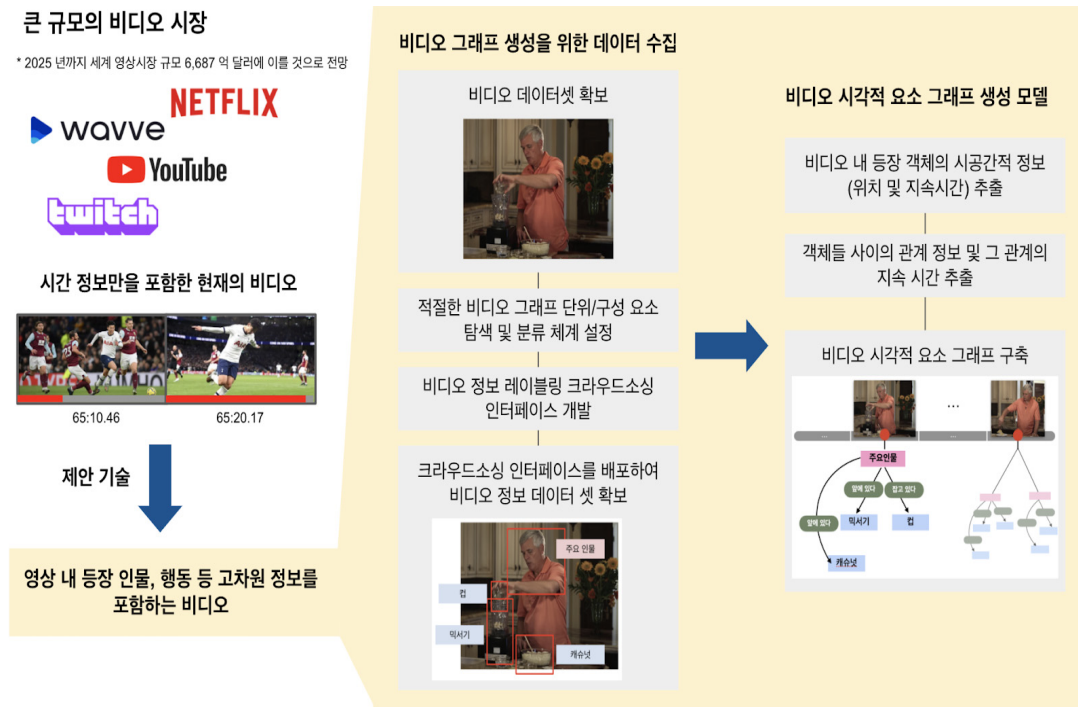 큰 규모의 비디오 시장
* 2025 년까지 세계 영상시장 규모 6,687 억 달러에 이를 것으로 전망
NETFLIX
wavve
YouTube
twitch
시간 정보만을 포함한 현재의 비디오
65:10.46
65:20.17
제안 기술
영상 내 등장 인물, 행동 등 고차원 정보를
포함하는 비디오
비디오 그래프 생성을 위한 데이터 수집
비디오 데이터셋 확보
적절한 비디오 그래프 단위/구성 요소
탐색 및 분류 체계 설정
비디오 정보 레이블링 크라우드소싱
인터페이스 개발
크라우드소싱 인터페이스를 배포하여
비디오 정보 데이터 셋 확보
주요 인물
컵
믹서기
캐슈넛
비디오 시각적 요소 그래프 생성 모델
비디오 내 등장 객체의 시공간적 정보
(위치 및 지속시간) 추출
객체들 사이의 관계 정보 및 그 관계의
지속 시간 추출
비디오 시각적 요소 그래프 구축
...
주요인물
앞에 있다
잡고 있다
앞에 있다
믹서기
컵
캐슈넛